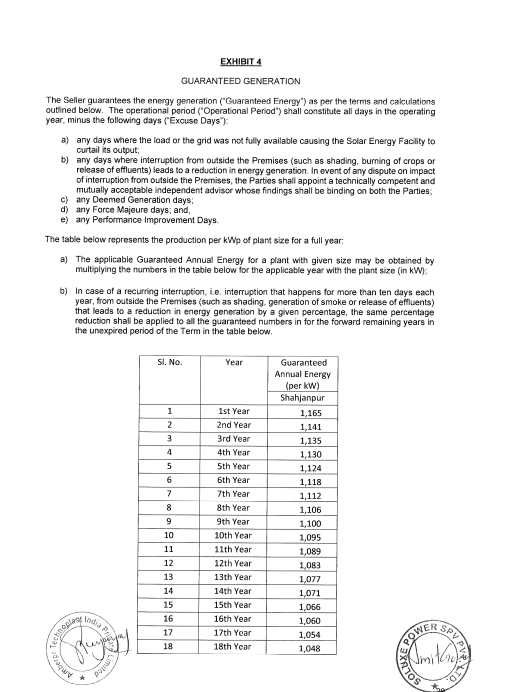 EXHIBIT 4
GUARANTEED GENERATION
The Seller guarantees the energy generation ("Guaranteed Energy") as per the terms and calculations
outlined below. The operational period ("Operational Period") shall constitute all days in the operating
year, minus the following days ("Excuse Days"):
a) any days where the load or the grid was not fully available causing the Solar Energy Facility to
curtail its output;
b) any days where interruption from outside the Premises (such as shading, burning of crops or
release of effluents) leads to a reduction in energy generation. In event of any dispute on impact
of interruption from outside the Premises, the Parties shall appoint a technically competent and
mutually acceptable independent advisor whose findings shall be binding on both the Parties;
c) any Deemed Generation days;
d) any Force Majeure days; and,
e) any Performance Improvement Days.
The table below represents the production per kWp of plant size for a full year:
a) The applicable Guaranteed Annual Energy for a plant with given size may be obtained by
multiplying the numbers in the table below for the applicable year with the plant size (in kW);
b) In case of a recurring interruption, i.e. interruption that happens for more than ten days each
year, from outside the Premises (such as shading, generation of smoke or release of effluents)
that leads to a reduction in energy generation by a given percentage, the same percentage
reduction shall be applied to all the guaranteed numbers in for the forward remaining years in
the unexpired period of the Term in the table below.
Sl. No. Year Guaranteed
Annual Energy
(per kW)
Shahjanpur
1 1st Year 1,165
2 2nd Year 1,141
3 3rd Year 1,135
4 4th Year 1,130
5 5th Year 1,124
6 6th Year 1,118
7 7th Year 1,112
8 8th Year 1,106
9 9th Year 1,100
10 10th Year 1,095
11 11th Year 1,089
12 12th Year 1,083
13 13th Year 1,077
14 14th Year 1,071
15 15th Year 1,066
16 16th Year 1,060
17 17th Year 1,054
18 18th Year 1,048
Technoplast India Private Limited
POWER SPV PVT. LTD.